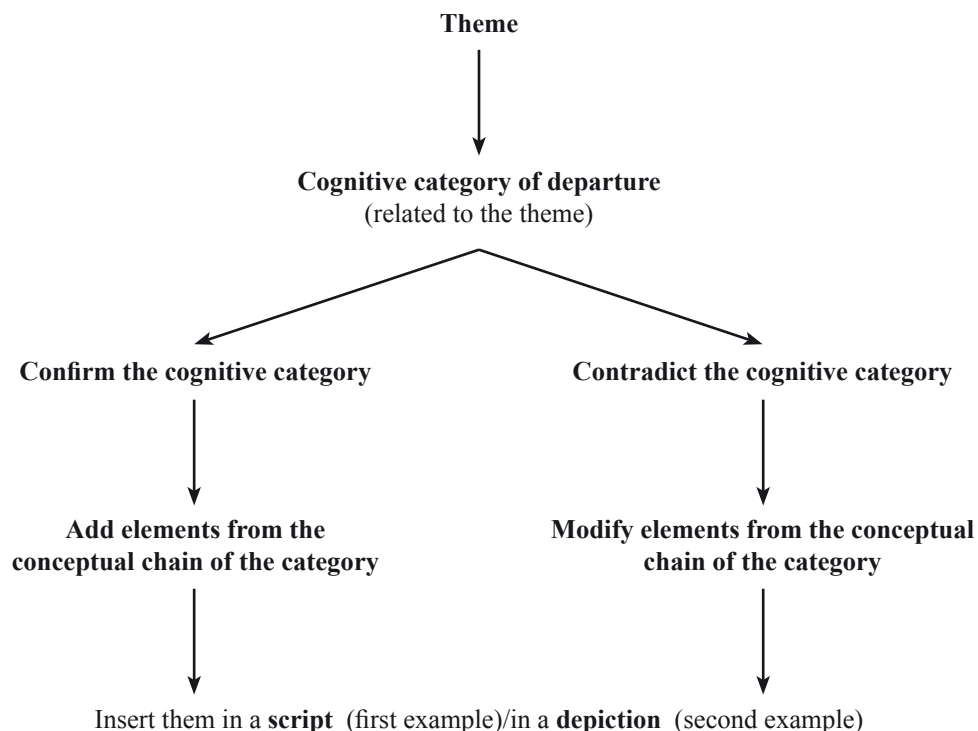 Theme
Cognitive category of departure
(related to the theme)
Confirm the cognitive category
Contradict the cognitive category
Add elements from the
conceptual chain of the category
Modify elements from the conceptual
chain of the category
Insert them in a script (first example)/in a depiction (second example)